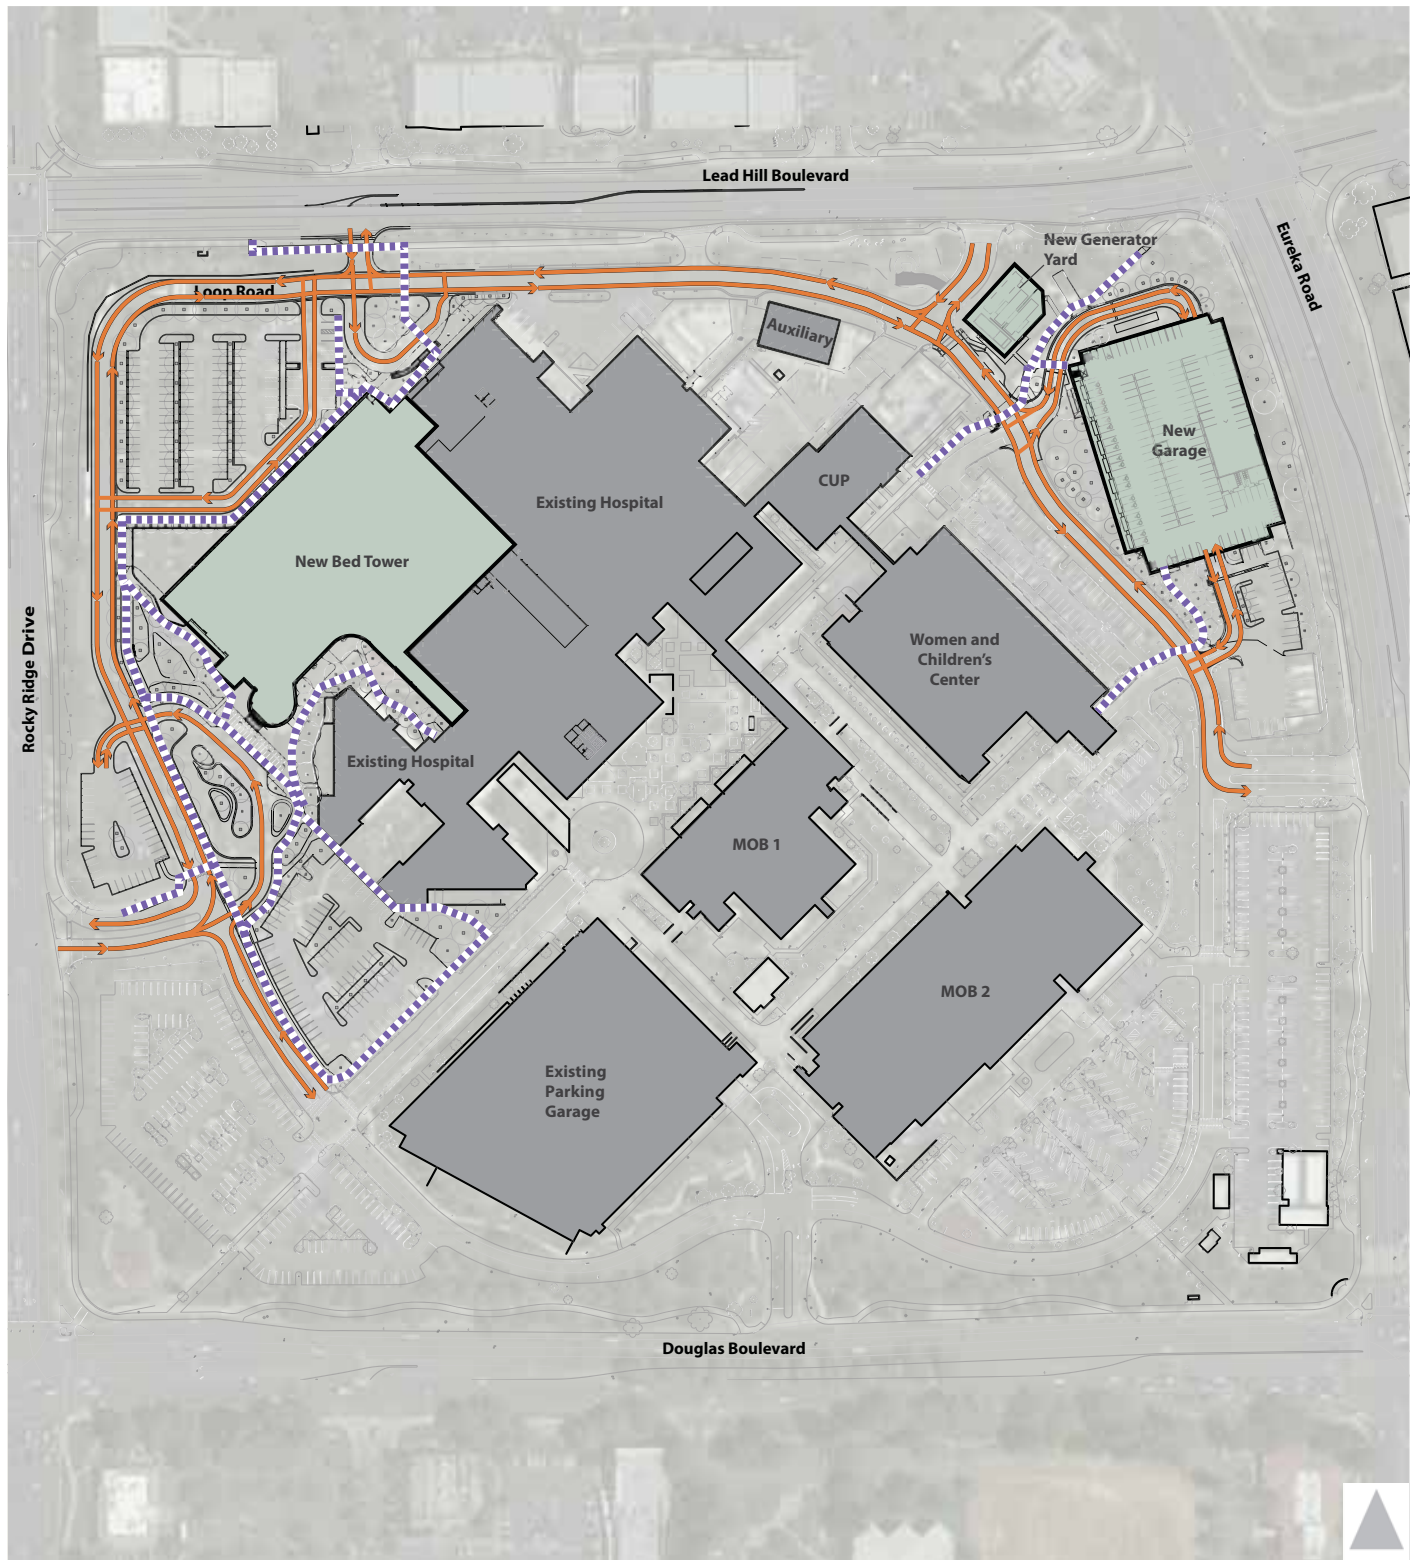 Lead Hill Boulevard
Eureka Road
New Generator
Yard
Loop Road
Auxiliary
New
Garage
CUP
Existing Hospital
New Bed Tower
Rocky Ridge Drive
Women and
Children's
Center
Existing Hospital
MOB 1
MOB 2
Existing
Parking
Garage
Douglas Boulevard